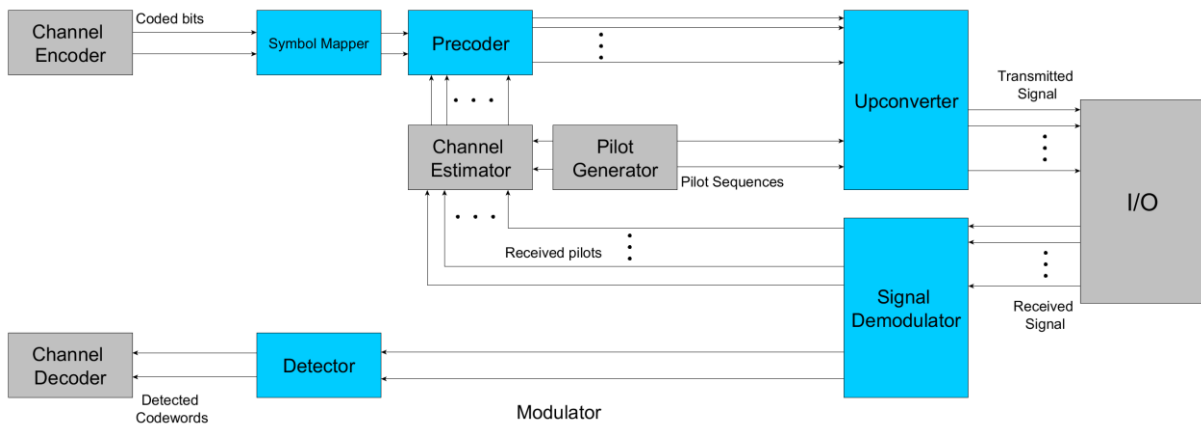 Channel
Encoder
Coded bits
Symbol Mapper
Precoder
Upconverter
Transmitted
Signal
I/O
Channel
Estimator
Pilot
Generator
Pilot Sequences
Received pilots
Signal
Demodulator
Received
Signal
Channel
Decoder
Detected
Codewords
Detector
Modulator